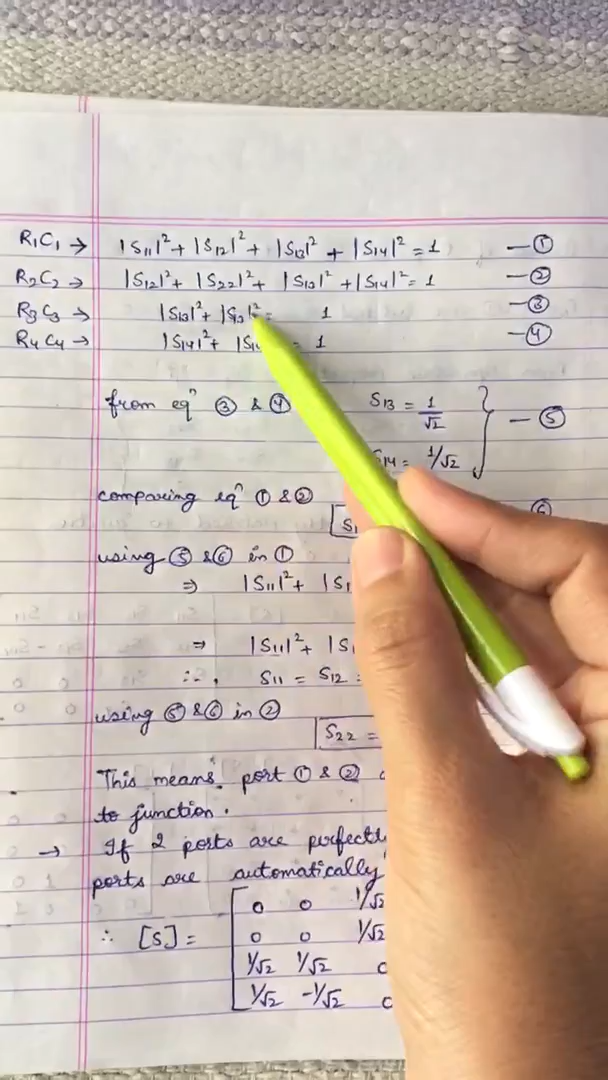 R1C1 → |S11|² + |S12|² + |S13|² + |S14|² = 1 — ①
R2C2 → |S12|² + |S22|² + |S13|² + |S14|² = 1 — ②
R3C3 → |S13|² + |S13|² = 1 — ③
R4C4 → |S14|² + |S14 = 1 — ④
from eqⁿ ③ & ④ S13 = 1/√2
S14 = 1/√2 } — ⑤
comparing eqⁿ ① & ②
⑥
using ⑤ & ⑥ in ①
⇒ |S11|² +
⇒ |S11|² +
∴, S11 = S12 =
using ⑤ & ⑥ in ②
S22 =
This means, port ① & ②
to junction.
→ If 2 ports are perfectly
ports are automatically
∴ [S] = [ 0 0 1/√2
0 0 1/√2
1/√2 1/√2
1/√2 -1/√2